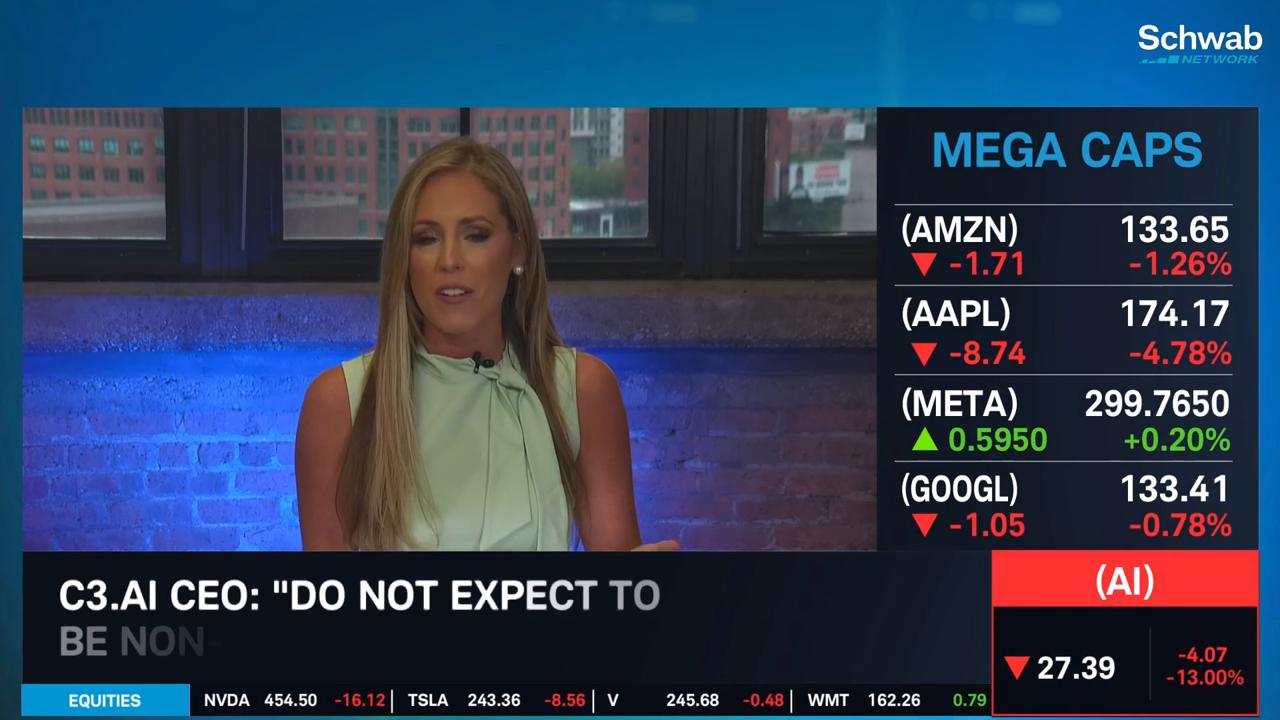 Schwab
NETWORK
MEGA CAPS
(AMZN) 133.65
▼ -1.71 -1.26%
(AAPL) 174.17
▼ -8.74 -4.78%
(META) 299.7650
▲ 0.5950 +0.20%
(GOOGL) 133.41
▼ -1.05 -0.78%
C3.AI CEO: "DO NOT EXPECT TO
BE NON-
(AI)
▼ 27.39 -4.07
-13.00%
EQUITIES NVDA 454.50 -16.12 TSLA 243.36 -8.56 V 245.68 -0.48 WMT 162.26 0.79